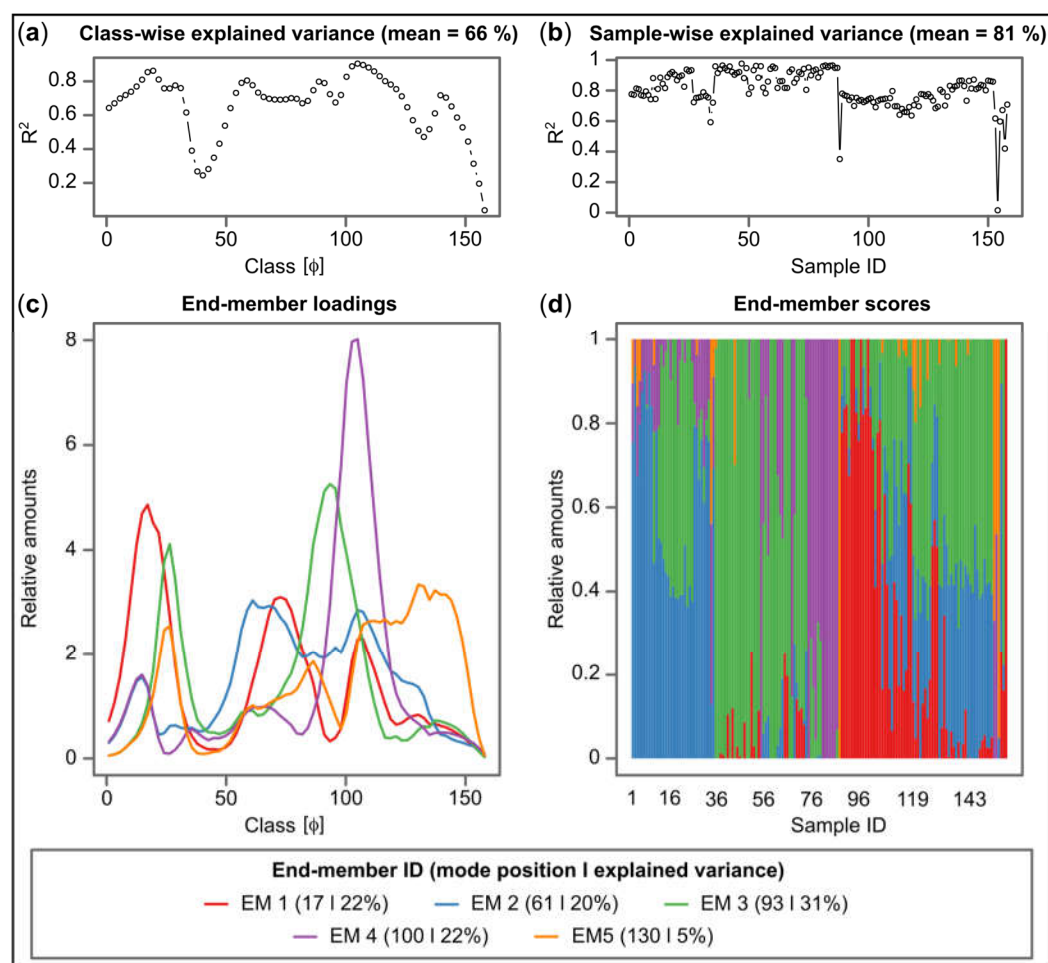 (a) Class-wise explained variance (mean = 66 %)
R²
0.8
0.6
0.4
0.2
0 50 100 150
Class [ϕ]
(b) Sample-wise explained variance (mean = 81 %)
R²
1
0.8
0.6
0.4
0.2
0
0 50 100 150
Sample ID
(c) End-member loadings
Relative amounts
8
6
4
2
0
0 50 100 150
Class [ϕ]
(d) End-member scores
Relative amounts
1
0.8
0.6
0.4
0.2
0
1 16 36 56 76 96 119 143
Sample ID
End-member ID (mode position I explained variance)
EM 1 (17 I 22%) EM 2 (61 I 20%) EM 3 (93 I 31%)
EM 4 (100 I 22%) EM5 (130 I 5%)